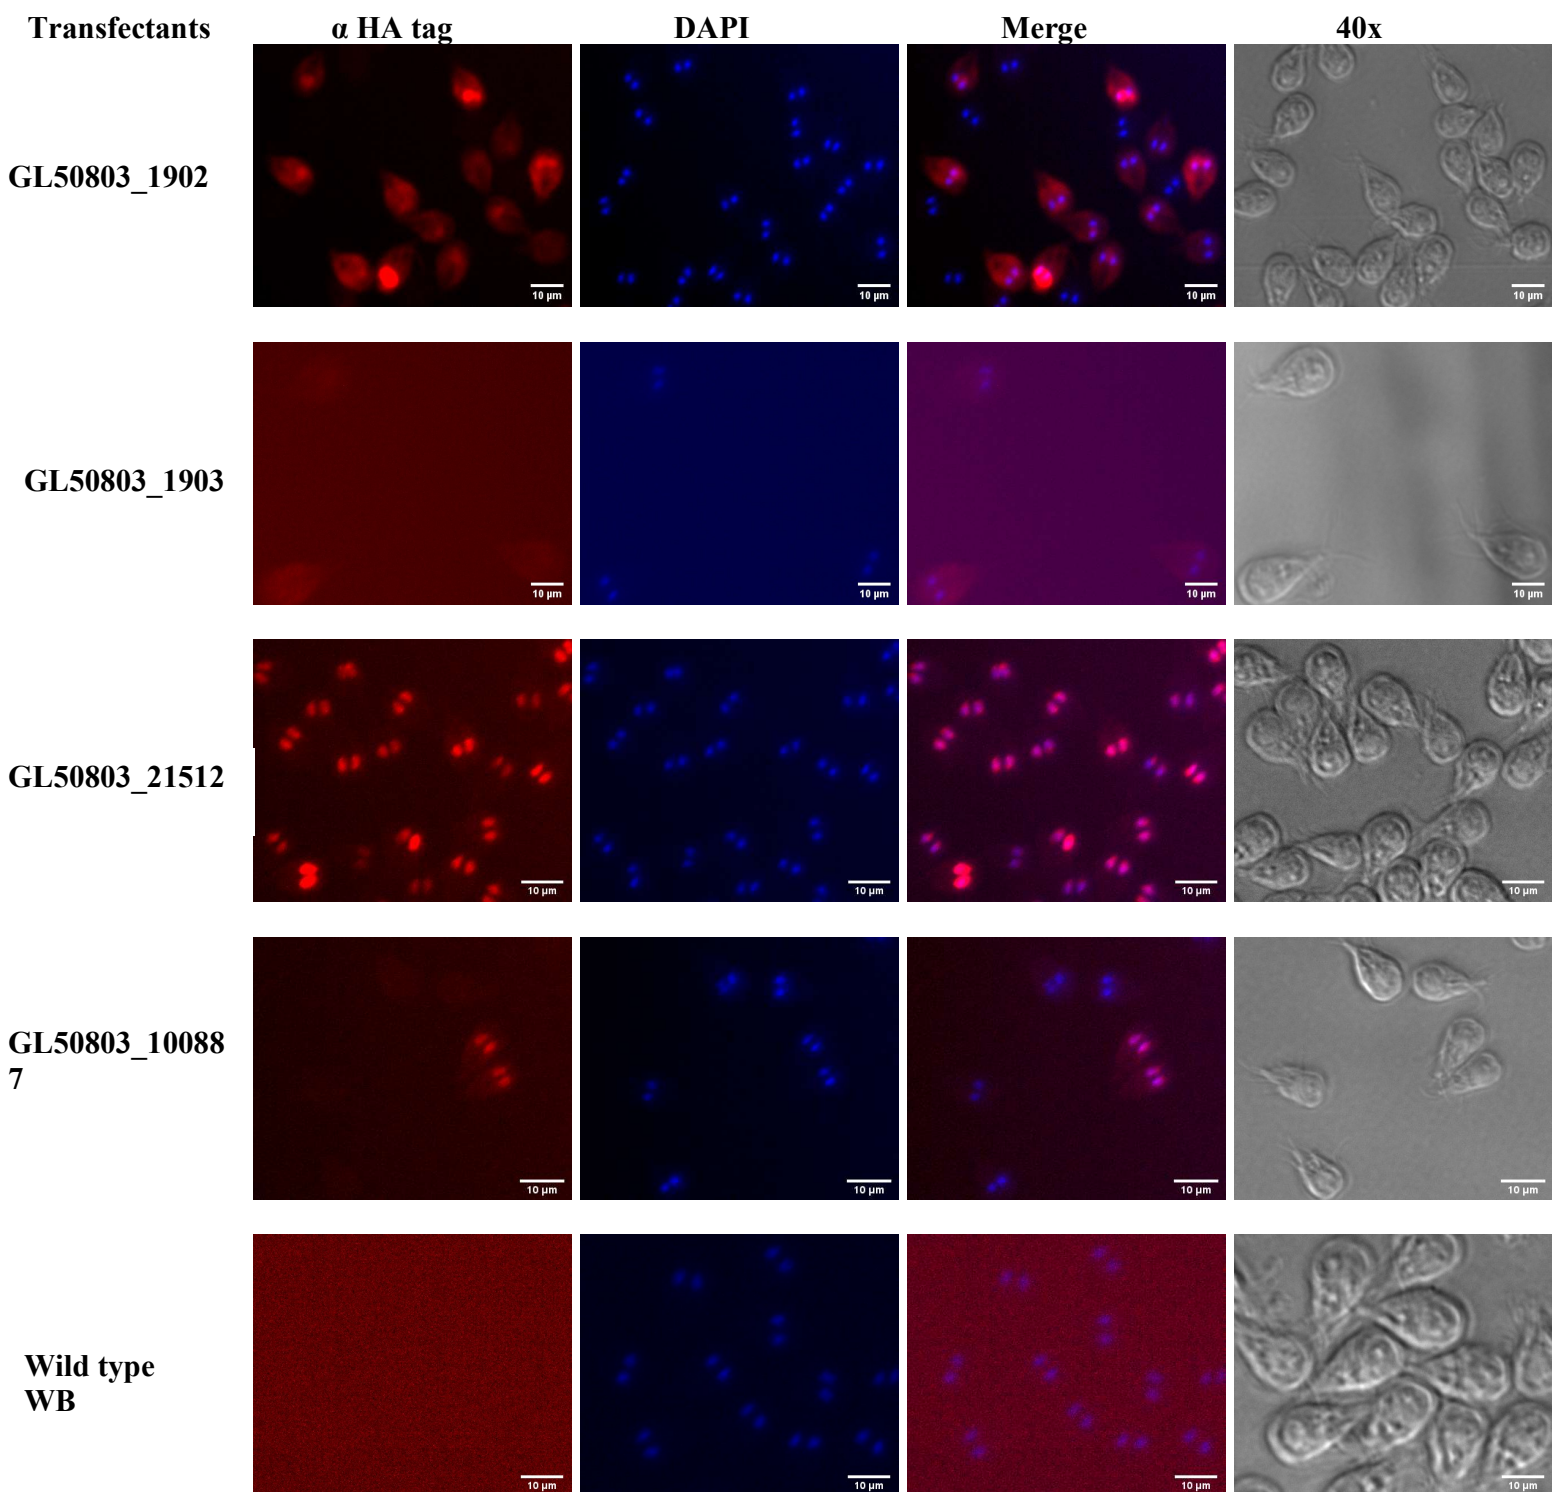 Transfectants α HA tag DAPI Merge 40x
GL50803_1902
10 µm 10 µm 10 µm 10 µm
GL50803_1903
10 µm 10 µm 10 µm 10 µm
GL50803_21512
10 µm 10 µm 10 µm 10 µm
GL50803_10088
7
10 µm 10 µm 10 µm 10 µm
Wild type
WB
10 µm 10 µm 10 µm 10 µm